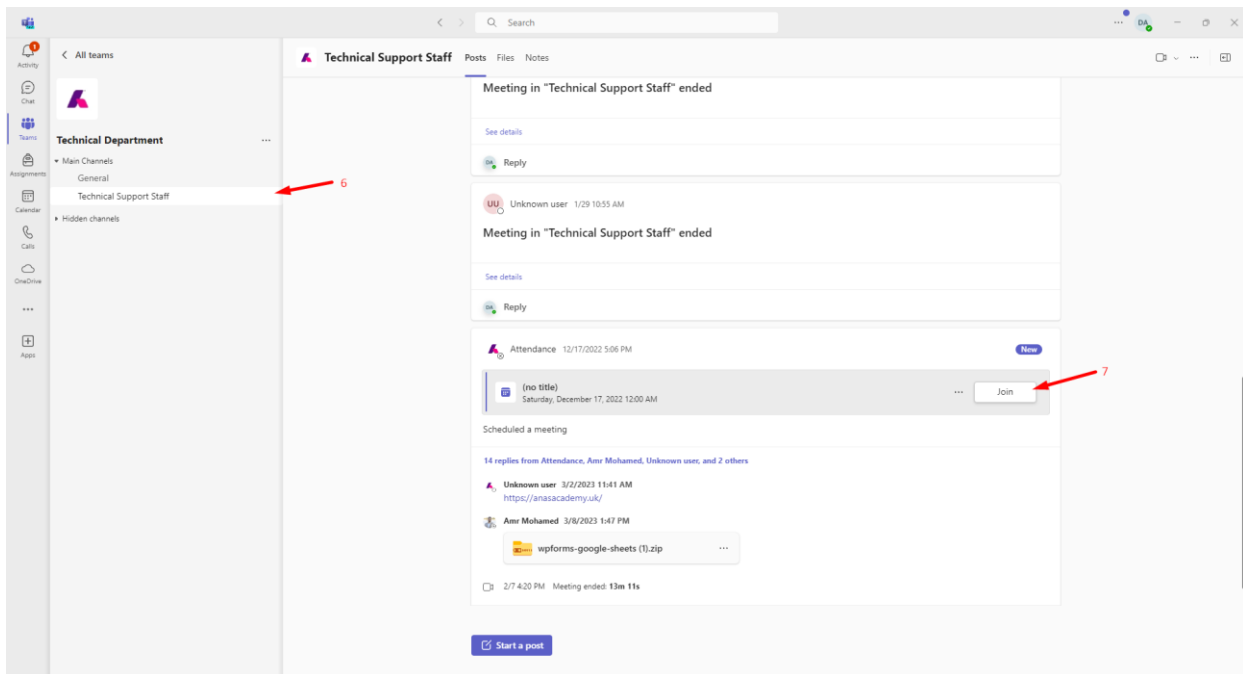 Search
DA
1
Activity
Chat
Teams
Assignments
Calendar
Calls
OneDrive
Apps
All teams
Technical Department
Main Channels
General
Technical Support Staff
Hidden channels
6
Technical Support Staff Posts Files Notes
Meeting in "Technical Support Staff" ended
See details
DA Reply
UU Unknown user 1/29 10:55 AM
Meeting in "Technical Support Staff" ended
See details
DA Reply
Attendance 12/17/2022 5:06 PM New
(no title)
Saturday, December 17, 2022 12:00 AM
Join
7
Scheduled a meeting
14 replies from Attendance, Amr Mohamed, Unknown user, and 2 others
Unknown user 3/2/2023 11:41 AM
https://anasacademy.uk/
Amr Mohamed 3/8/2023 1:47 PM
wpforms-google-sheets (1).zip
2/7 4:20 PM Meeting ended: 13m 11s
Start a post